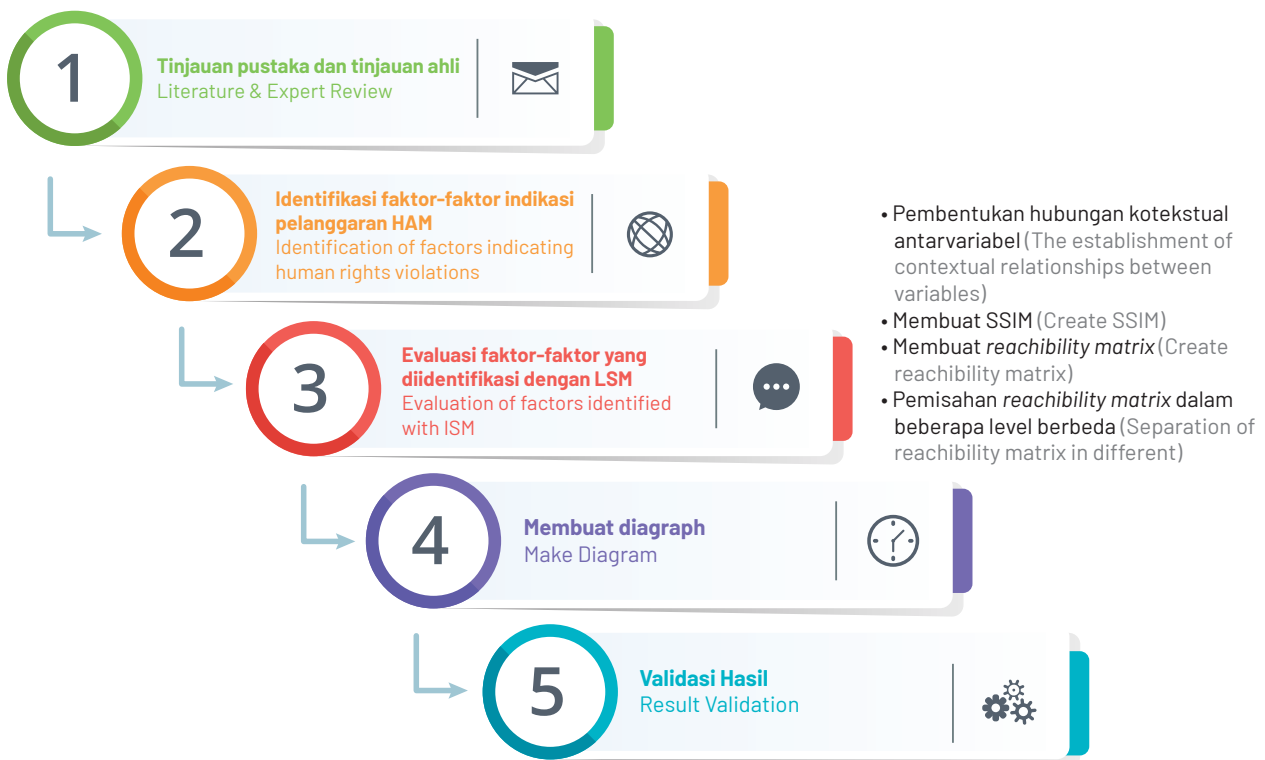 1
Tinjauan pustaka dan tinjauan ahli
Literature & Expert Review
2
Identifikasi faktor-faktor indikasi
pelanggaran HAM
Identification of factors indicating
human rights violations
3
Evaluasi faktor-faktor yang
diidentifikasi dengan LSM
Evaluation of factors identified
with ISM
• Pembentukan hubungan kotekstual
antarvariabel (The establishment of
contextual relationships between
variables)
• Membuat SSIM (Create SSIM)
• Membuat reachibility matrix (Create
reachibility matrix)
• Pemisahan reachibility matrix dalam
beberapa level berbeda (Separation of
reachibility matrix in different)
4
Membuat diagraph
Make Diagram
5
Validasi Hasil
Result Validation